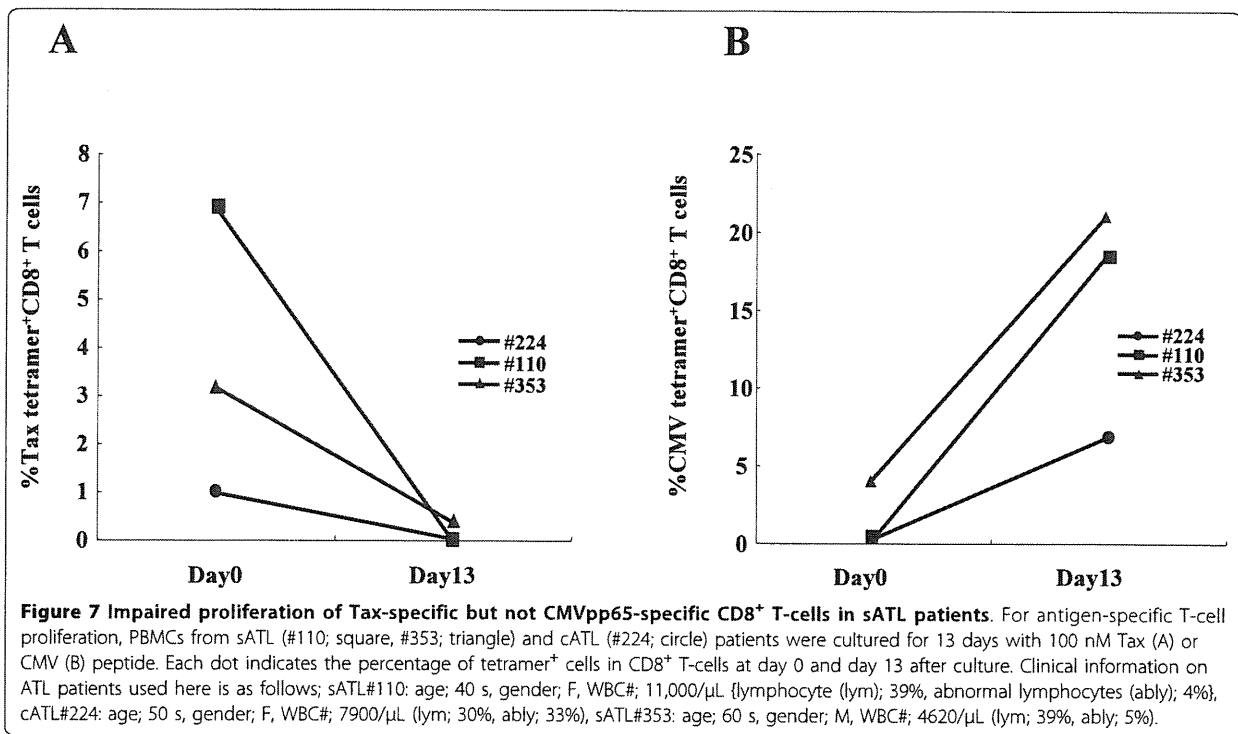 A
B
%Tax tetramer⁺CD8⁺ T cells
8
7
6
5
4
3
2
1
0
Day0
Day13
#224
#110
#353
%CMV tetramer⁺CD8⁺ T cells
25
20
15
10
5
0
Day0
Day13
#224
#110
#353
Figure 7 Impaired proliferation of Tax-specific but not CMVpp65-specific CD8⁺ T-cells in sATL patients. For antigen-specific T-cell
proliferation, PBMCs from sATL (#110; square, #353; triangle) and cATL (#224; circle) patients were cultured for 13 days with 100 nM Tax (A) or
CMV (B) peptide. Each dot indicates the percentage of tetramer⁺ cells in CD8⁺ T-cells at day 0 and day 13 after culture. Clinical information on
ATL patients used here is as follows; sATL#110: age; 40 s, gender; F, WBC#; 11,000/μL {lymphocyte (lym); 39%, abnormal lymphocytes (ably); 4%},
cATL#224: age; 50 s, gender; F, WBC#; 7900/μL (lym; 30%, ably; 33%), sATL#353: age; 60 s, gender; M, WBC#; 4620/μL (lym; 39%, ably; 5%).